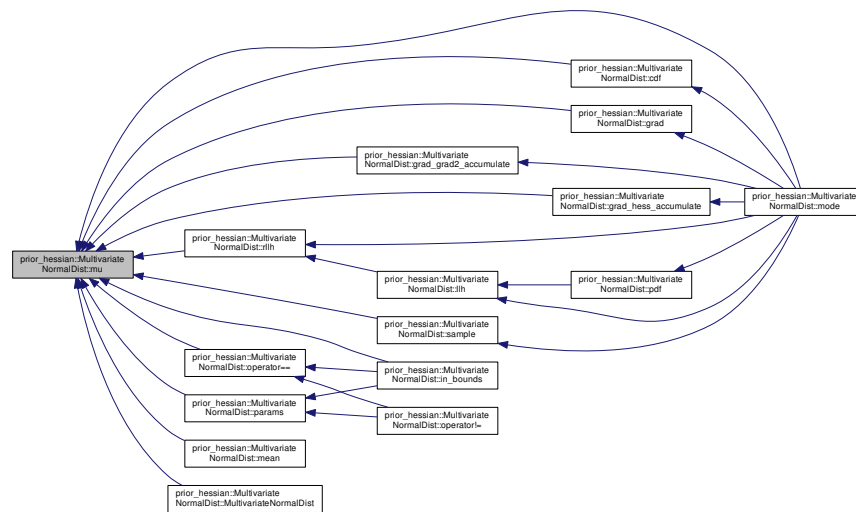 prior_hessian::Multivariate
NormalDist::cdf
prior_hessian::Multivariate
NormalDist::grad
prior_hessian::Multivariate
NormalDist::grad_grad2_accumulate
prior_hessian::Multivariate
NormalDist::grad_hess_accumulate
prior_hessian::Multivariate
NormalDist::mode
prior_hessian::Multivariate
NormalDist::rllh
prior_hessian::Multivariate
NormalDist::mu
prior_hessian::Multivariate
NormalDist::llh
prior_hessian::Multivariate
NormalDist::pdf
prior_hessian::Multivariate
NormalDist::sample
prior_hessian::Multivariate
NormalDist::operator==
prior_hessian::Multivariate
NormalDist::in_bounds
prior_hessian::Multivariate
NormalDist::params
prior_hessian::Multivariate
NormalDist::operator!=
prior_hessian::Multivariate
NormalDist::mean
prior_hessian::Multivariate
NormalDist::MultivariateNormalDist